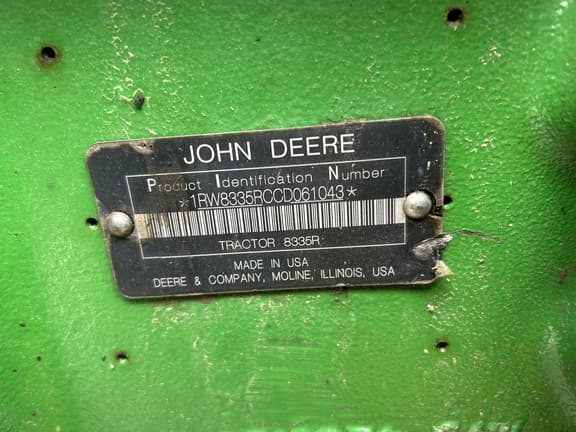 JOHN DEERE
Product Identification Number
*1RW8335RCCD061043*
TRACTOR 8335R
MADE IN USA
DEERE & COMPANY, MOLINE, ILLINOIS, USA